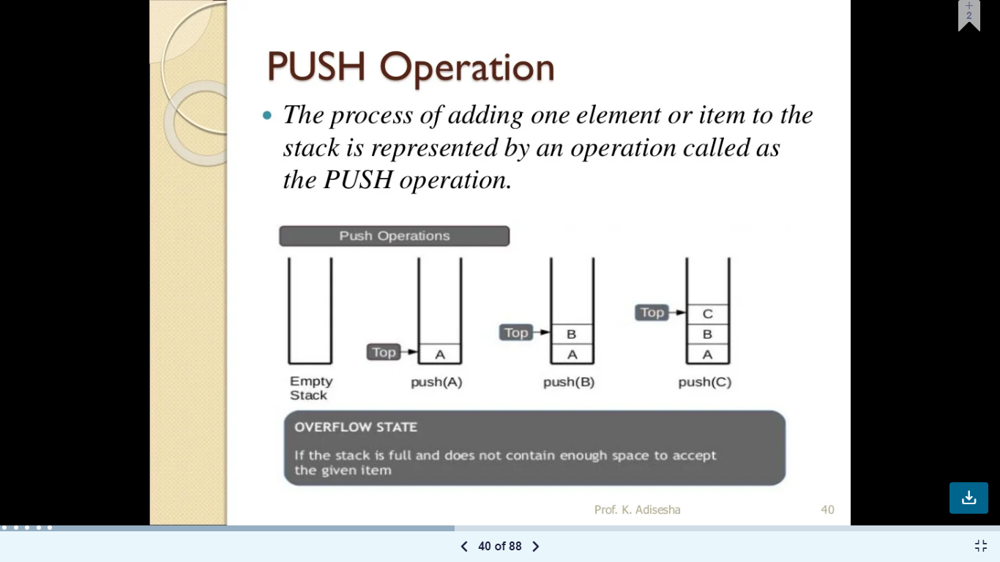 +
2
PUSH Operation
• The process of adding one element or item to the
stack is represented by an operation called as
the PUSH operation.
Push Operations
Top
C
Top
B
B
Top
A
A
A
Empty
Stack
push(A)
push(B)
push(C)
OVERFLOW STATE
If the stack is full and does not contain enough space to accept
the given item
Prof. K. Adisesha
40
40 of 88